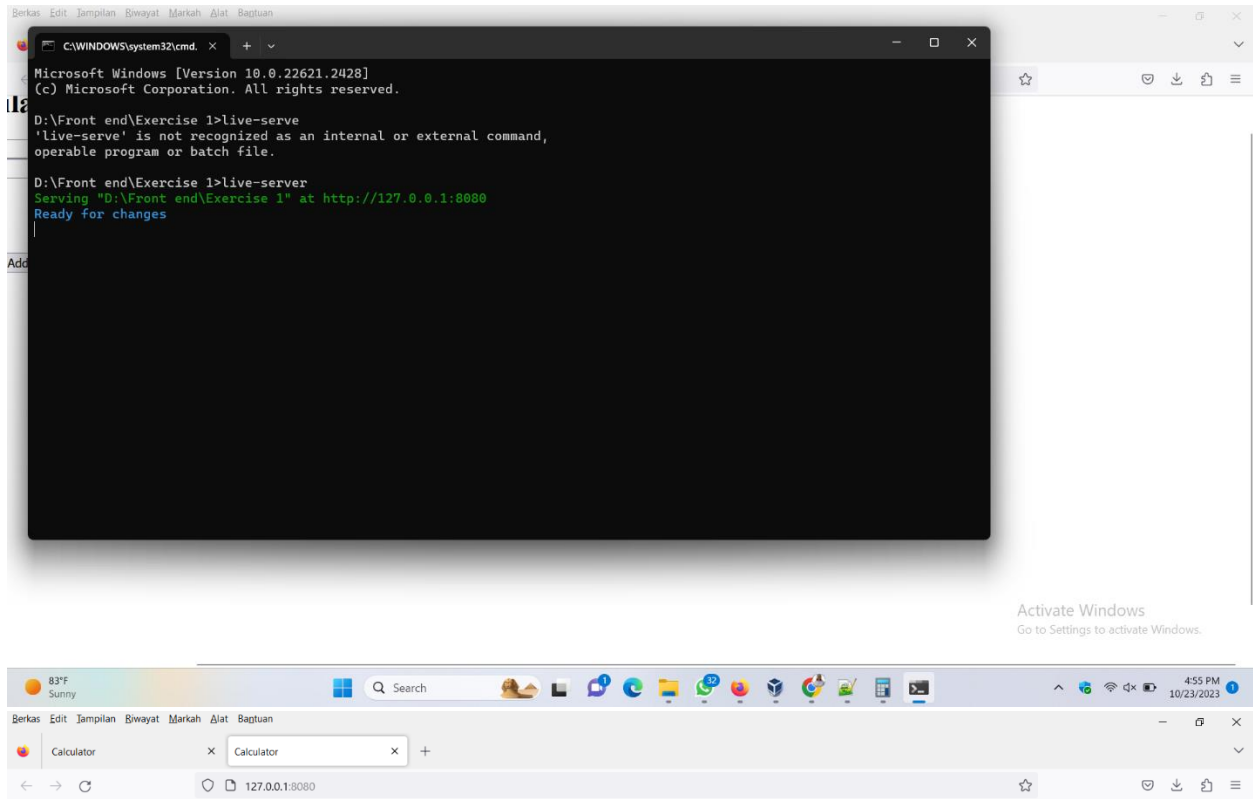 Berkas Edit Tampilan Riwayat Markah Alat Bantuan
C:\WINDOWS\system32\cmd.
Microsoft Windows [Version 10.0.22621.2428]
(c) Microsoft Corporation. All rights reserved.
D:\Front end\Exercise 1>live-serve
'live-serve' is not recognized as an internal or external command,
operable program or batch file.
D:\Front end\Exercise 1>live-server
Serving "D:\Front end\Exercise 1" at http://127.0.0.1:8080
Ready for changes
Add
Activate Windows
Go to Settings to activate Windows.
83°F
Sunny
Search
1
32
4:55 PM
10/23/2023
1
Berkas Edit Tampilan Riwayat Markah Alat Bantuan
Calculator Calculator
127.0.0.1:8080